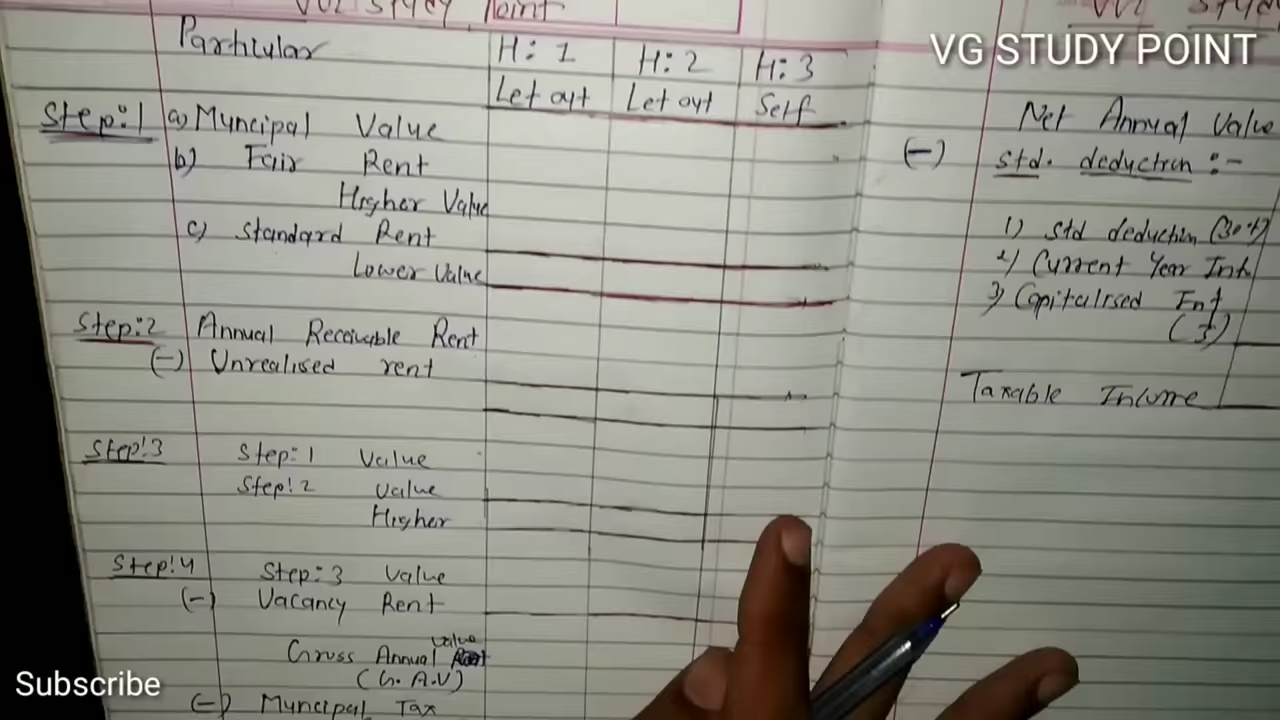 Study Point
VG STUDY POINT
Particular
H: 1
H: 2
H: 3
Let out
Let out
Self
Step:1 a) Muncipal Value
b) Fair Rent
Higher Value
c) Standard Rent
Lower Value
Step:2 Annual Receivable Rent
(-) Unrealised rent
Step:3 Step:1 Value
Step:2 Value
Higher
Step:4 Step:3 Value
(-) Vacancy Rent
Gross Annual Value
(G.A.V)
(-) Muncipal Tax
Net Annual Value
(-) Std. deduction :-
1) Std deduction (30%)
2) Current Year Int.
3) Capitalised Int
Taxable Income
Subscribe